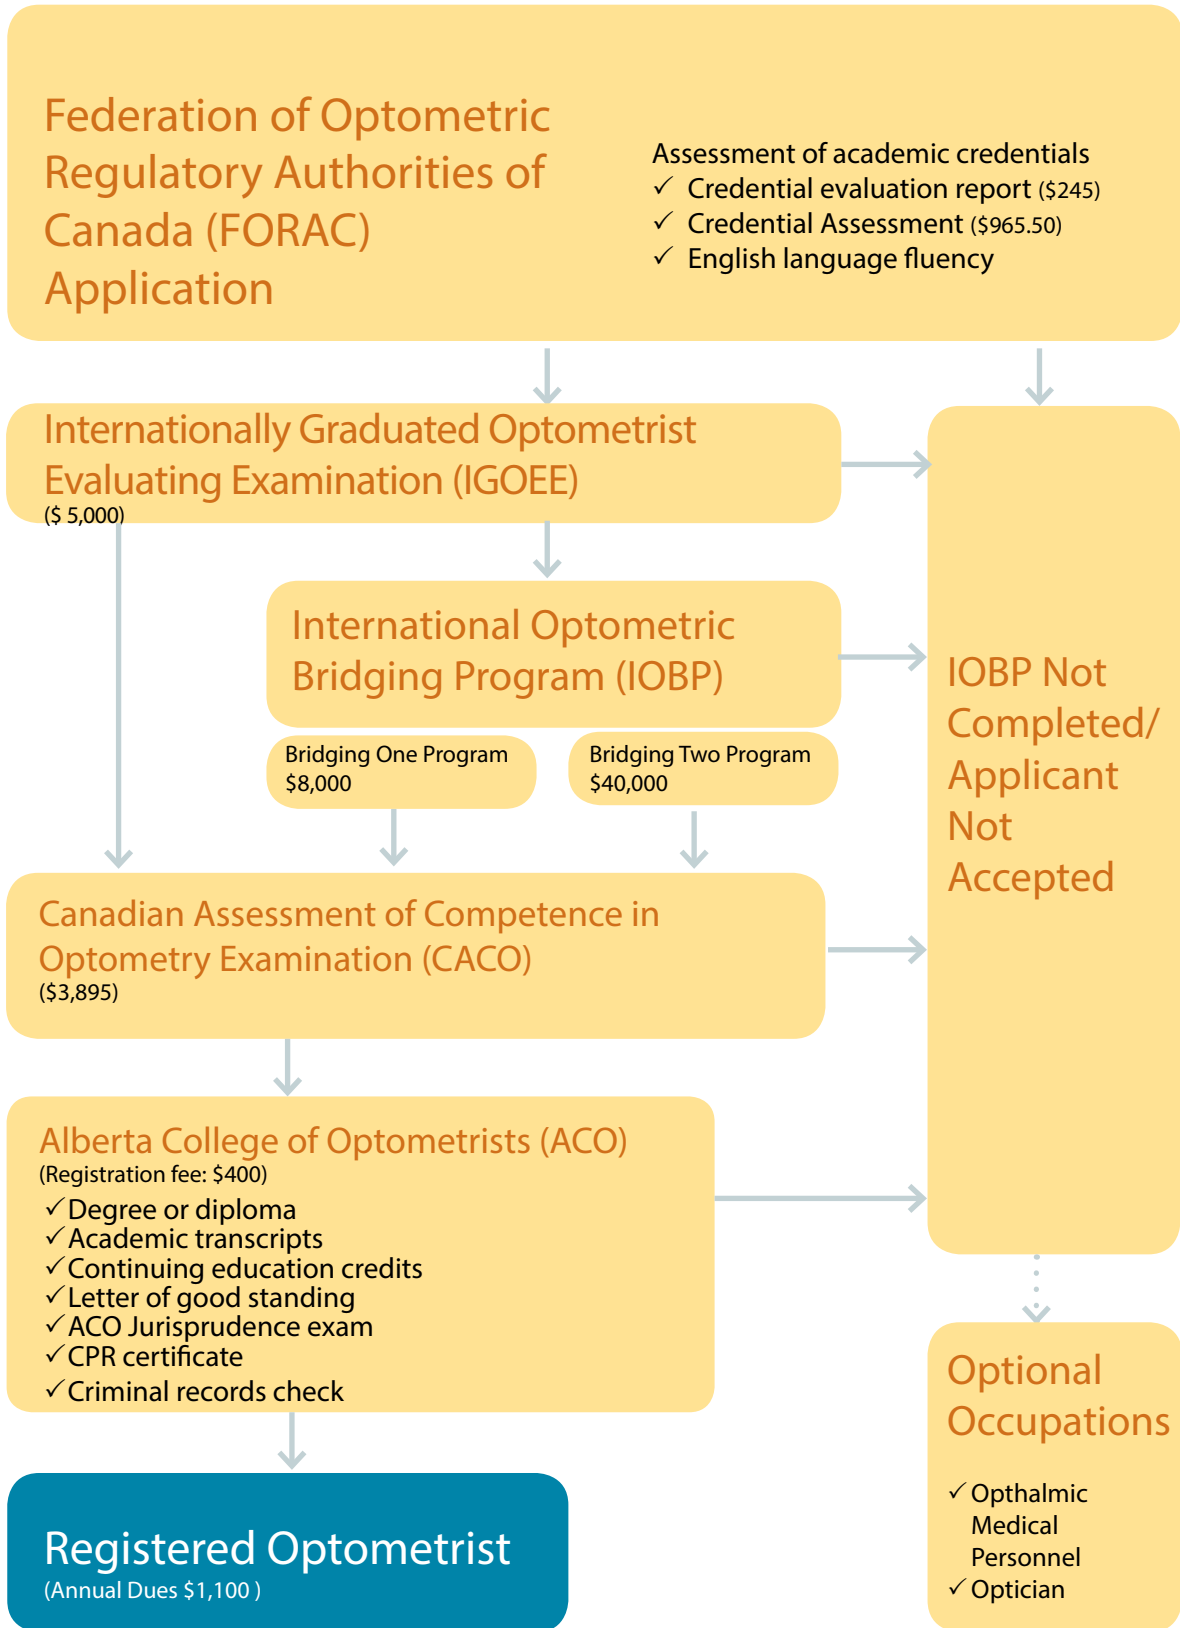 Federation of Optometric
Regulatory Authorities of
Canada (FORAC)
Application
Assessment of academic credentials
✓ Credential evaluation report ($245)
✓ Credential Assessment ($965.50)
✓ English language fluency
Internationally Graduated Optometrist
Evaluating Examination (IGOEE)
($ 5,000)
International Optometric
Bridging Program (IOBP)
Bridging One Program
$8,000
Bridging Two Program
$40,000
IOBP Not
Completed/
Applicant
Not
Accepted
Canadian Assessment of Competence in
Optometry Examination (CACO)
($3,895)
Alberta College of Optometrists (ACO)
(Registration fee: $400)
✓ Degree or diploma
✓ Academic transcripts
✓ Continuing education credits
✓ Letter of good standing
✓ ACO Jurisprudence exam
✓ CPR certificate
✓ Criminal records check
Optional
Occupations
✓ Opthalmic
Medical
Personnel
✓ Optician
Registered Optometrist
(Annual Dues $1,100 )